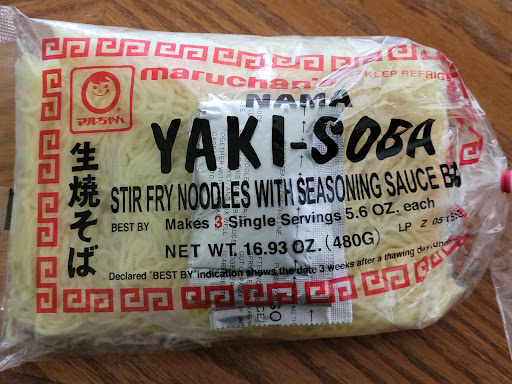 maruchan
KEEP REFRIG
マルちゃん
NAMA
YAKI-SOBA
生焼そば
STIR FRY NOODLES WITH SEASONING SAUCE
BEST BY
Makes 3 Single Servings 5.6 OZ. each
NET WT. 16.93 OZ. (480G)
LP Z 05
Declared "BEST BY" indication shows the date 3 weeks after a thawing